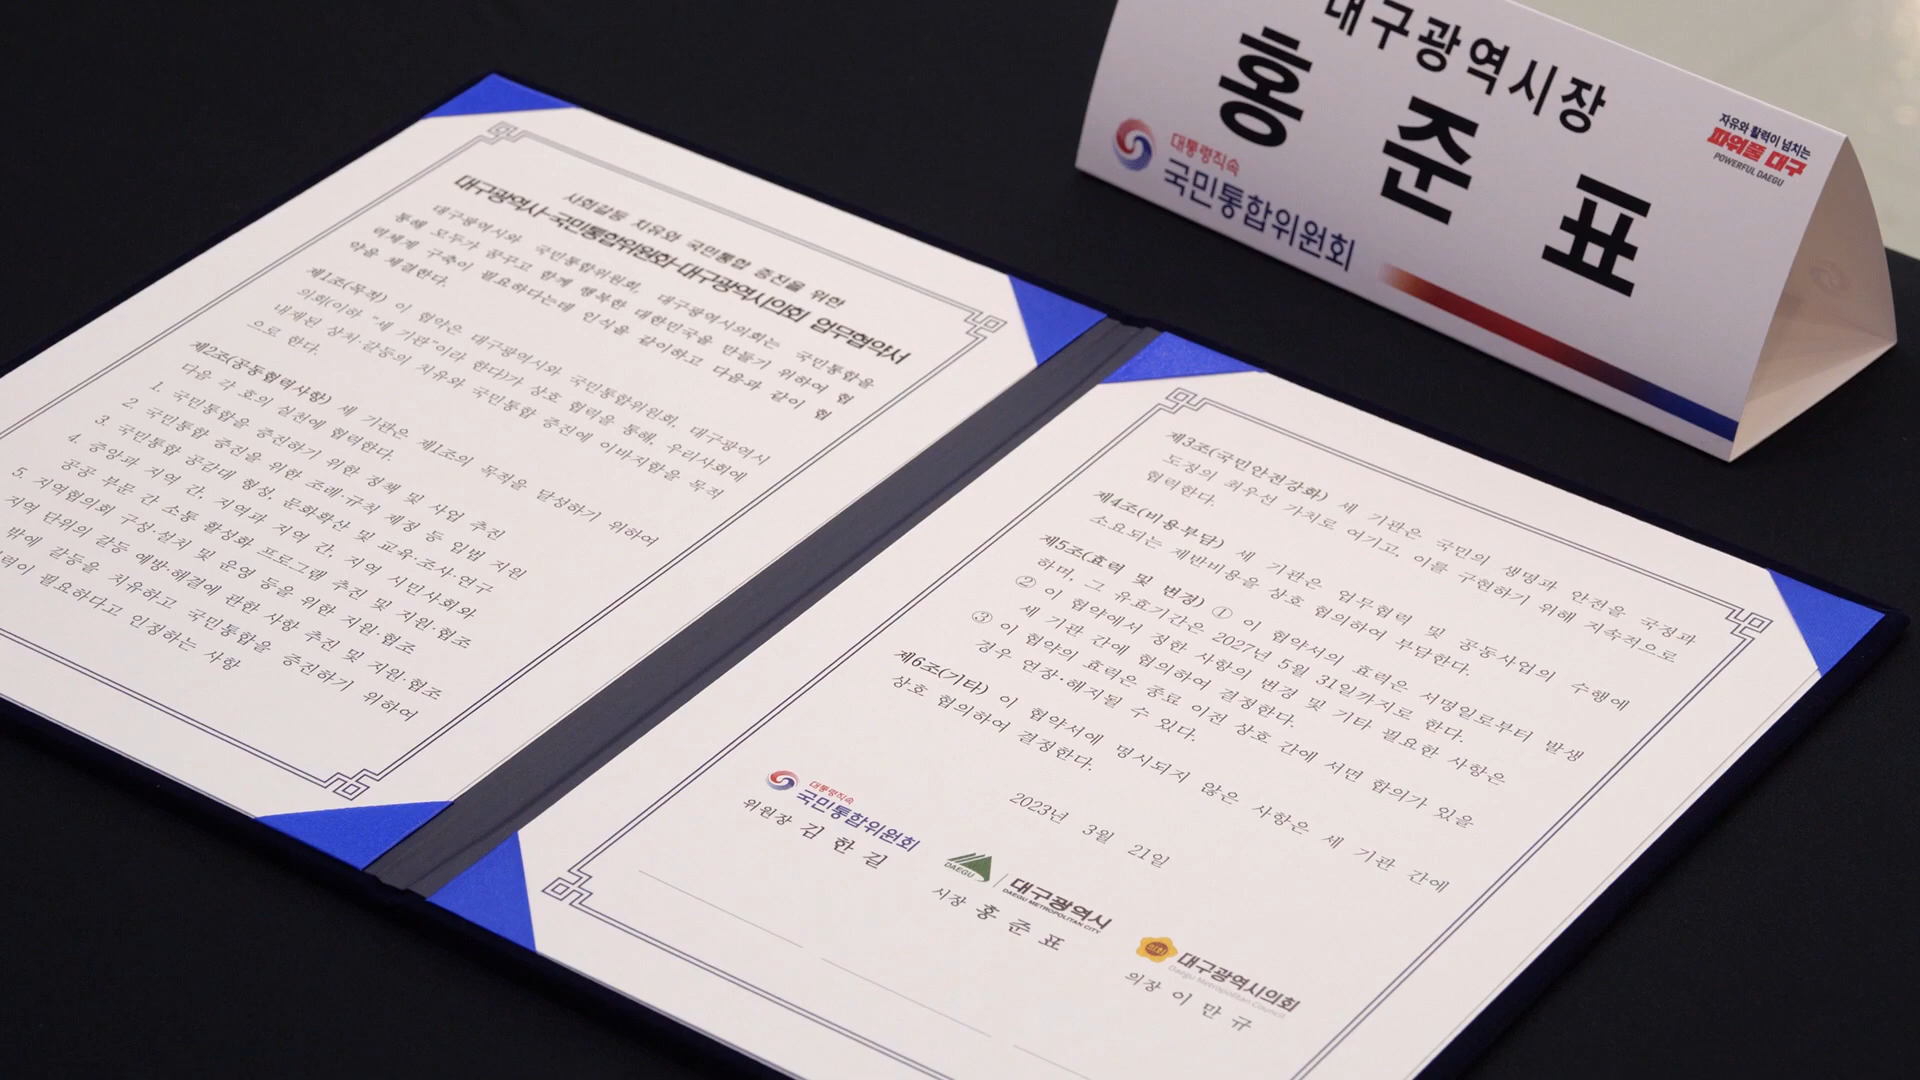 대구광역시장
홍 준 표
대통령직속
국민통합위원회
자유와 활력이 넘치는
파워풀 대구
POWERFUL DAEGU
사회갈등 치유와 국민통합 증진을 위한
대구광역시-국민통합위원회-대구광역시의회 업무협약서
대구광역시와 국민통합위원회, 대구광역시의회는 국민통합을
통해 모두가 꿈꾸고 함께 행복한 대한민국을 만들기 위하여 협
력체계 구축이 필요하다는데 인식을 같이하고 다음과 같이 협
약을 체결한다.
제1조(목적) 이 협약은 대구광역시와 국민통합위원회, 대구광역시
의회(이하 "세 기관"이라 한다)가 상호 협력을 통해, 우리사회에
내재된 상처·갈등의 치유와 국민통합 증진에 이바지함을 목적
으로 한다.
제2조(공동협력사항) 세 기관은 제1조의 목적을 달성하기 위하여
다음 각 호의 실천에 협력한다.
1. 국민통합을 증진하기 위한 정책 및 사업 추진
2. 국민통합 증진을 위한 조례·규칙 제정 등 입법 지원
3. 국민통합 공감대 형성, 문화확산 및 교육·조사·연구
4. 중앙과 지역 간, 지역과 지역 간, 지역 시민사회와
공공 부문 간 소통 활성화 프로그램 추진 및 지원·협조
5. 지역협의회 구성·설치 및 운영 등을 위한 지원·협조
지역 단위의 갈등 예방·해결에 관한 사항 추진 및 지원·협조
밖에 갈등을 치유하고 국민통합을 증진하기 위하여
력이 필요하다고 인정하는 사항
제3조(국민안전강화) 세 기관은 국민의 생명과 안전을 국정과
도정의 최우선 가치로 여기고, 이를 구현하기 위해 지속적으로
협력한다.
제4조(비용부담) 세 기관은 업무협력 및 공동사업의 수행에
소요되는 제반비용을 상호 협의하여 부담한다.
제5조(효력 및 변경) ① 이 협약서의 효력은 서명일로부터 발생
하며, 그 유효기간은 2027년 5월 31일까지로 한다.
② 이 협약에서 정한 사항의 변경 및 기타 필요한 사항은
세 기관 간에 협의하여 결정한다.
③ 이 협약의 효력은 종료 이전 상호 간에 서면 합의가 있을
경우 연장·해지될 수 있다.
제6조(기타) 이 협약서에 명시되지 않은 사항은 세 기관 간에
상호 협의하여 결정한다.
2023년 3월 21일
대통령직속
국민통합위원회
위원장 김 한 길
DAEGU
대구광역시
DAEGU METROPOLITAN CITY
시장 홍 준 표
대구광역시의회
Daegu Metropolitan Council
의장 이 만 규